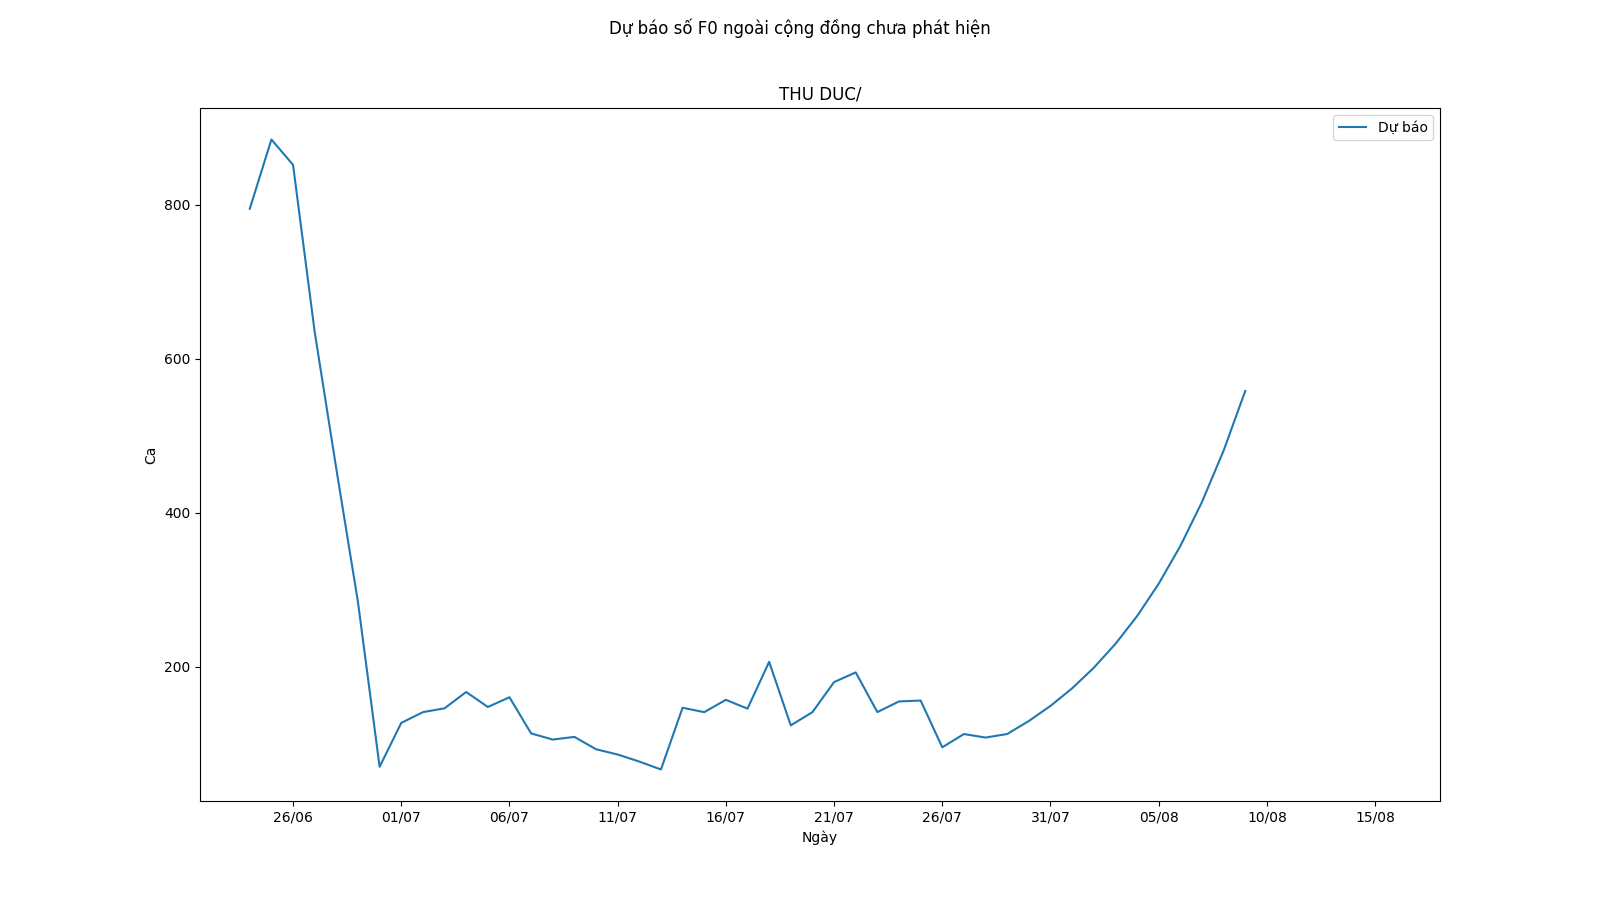 Dự báo số F0 ngoài cộng đồng chưa phát hiện
THU DUC/
Dự báo
800
600
400
200
Ca
26/06 01/07 06/07 11/07 16/07 21/07 26/07 31/07 05/08 10/08 15/08
Ngày